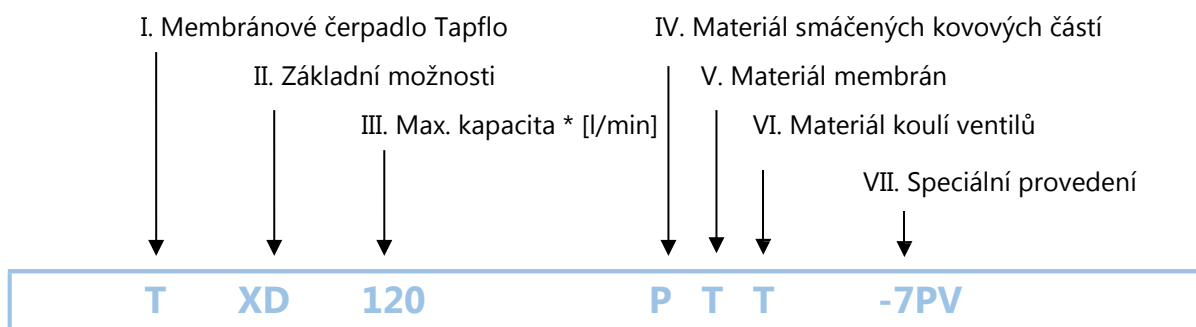 I. Membránové čerpadlo Tapflo IV. Materiál smáčených kovových částí
II. Základní možnosti V. Materiál membrán
III. Max. kapacita * [l/min] VI. Materiál koulí ventilů
VII. Speciální provedení
T XD 120 P T T -7PV